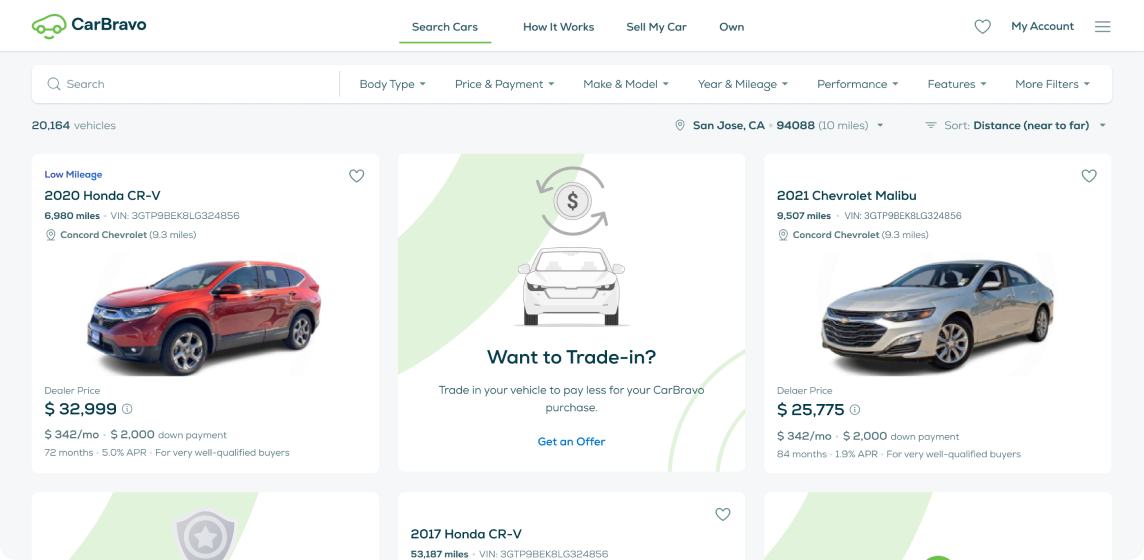 CarBravo
Search Cars
How It Works
Sell My Car
Own
My Account
Search
Body Type
Price & Payment
Make & Model
Year & Mileage
Performance
Features
More Filters
20,164 vehicles
San Jose, CA • 94088 (10 miles)
Sort: Distance (near to far)
Low Mileage
2020 Honda CR-V
6,980 miles • VIN: 3GTP9BEK8LG324856
Concord Chevrolet (9.3 miles)
Dealer Price
$ 32,999
$ 342/mo · $ 2,000 down payment
72 months · 5.0% APR · For very well-qualified buyers
$
Want to Trade-in?
Trade in your vehicle to pay less for your CarBravo
purchase.
Get an Offer
2021 Chevrolet Malibu
9,507 miles • VIN: 3GTP9BEK8LG324856
Concord Chevrolet (9.3 miles)
Delaer Price
$ 25,775
$ 342/mo · $ 2,000 down payment
84 months · 1.9% APR · For very well-qualified buyers
2017 Honda CR-V
53,187 miles • VIN: 3GTP9BEK8LG324856